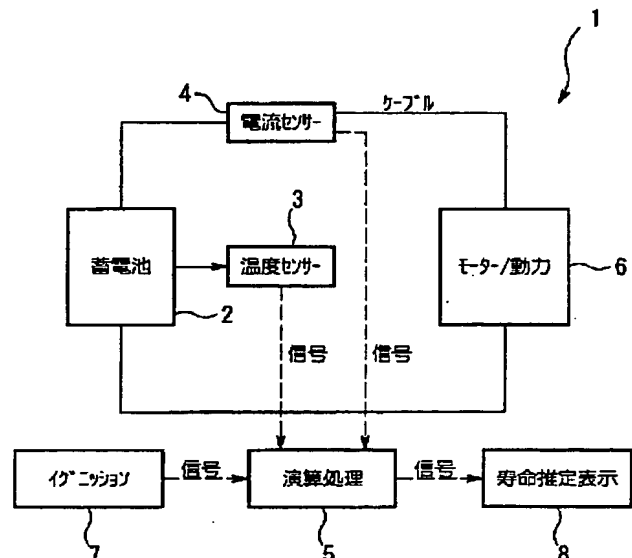 1
4
電流センサー
ケーブル
3
蓄電池
温度センサー
モーター/動力
6
2
信号
信号
イグニッション
信号
演算処理
信号
寿命推定表示
7
5
8